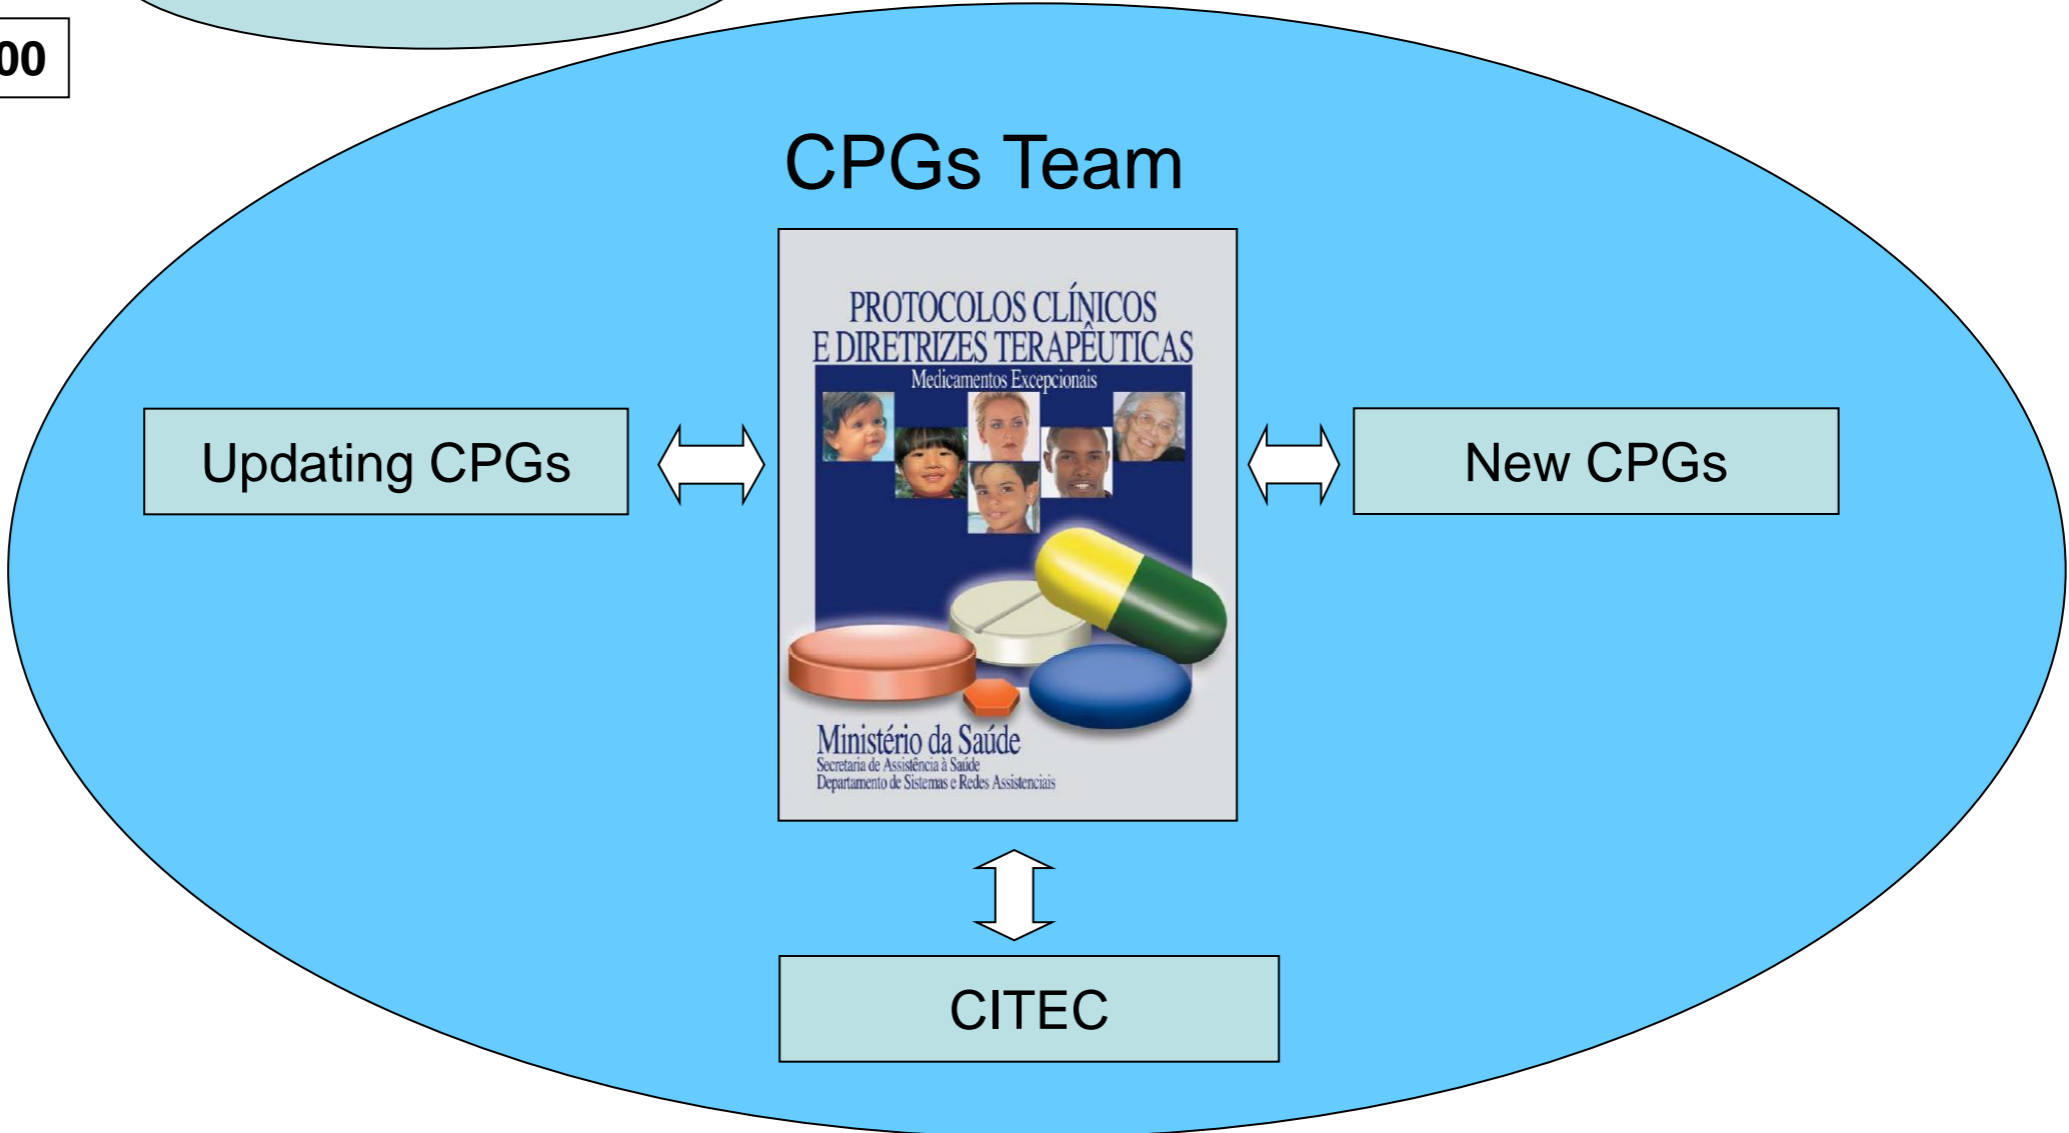 00
CPGs Team
PROTOCOLOS CLÍNICOS
E DIRETRIZES TERAPÊUTICAS
Medicamentos Excepcionais
Updating CPGs
New CPGs
Ministério da Saúde
Secretaria de Assistência à Saúde
Departamento de Sistemas e Redes Assistenciais
CITEC